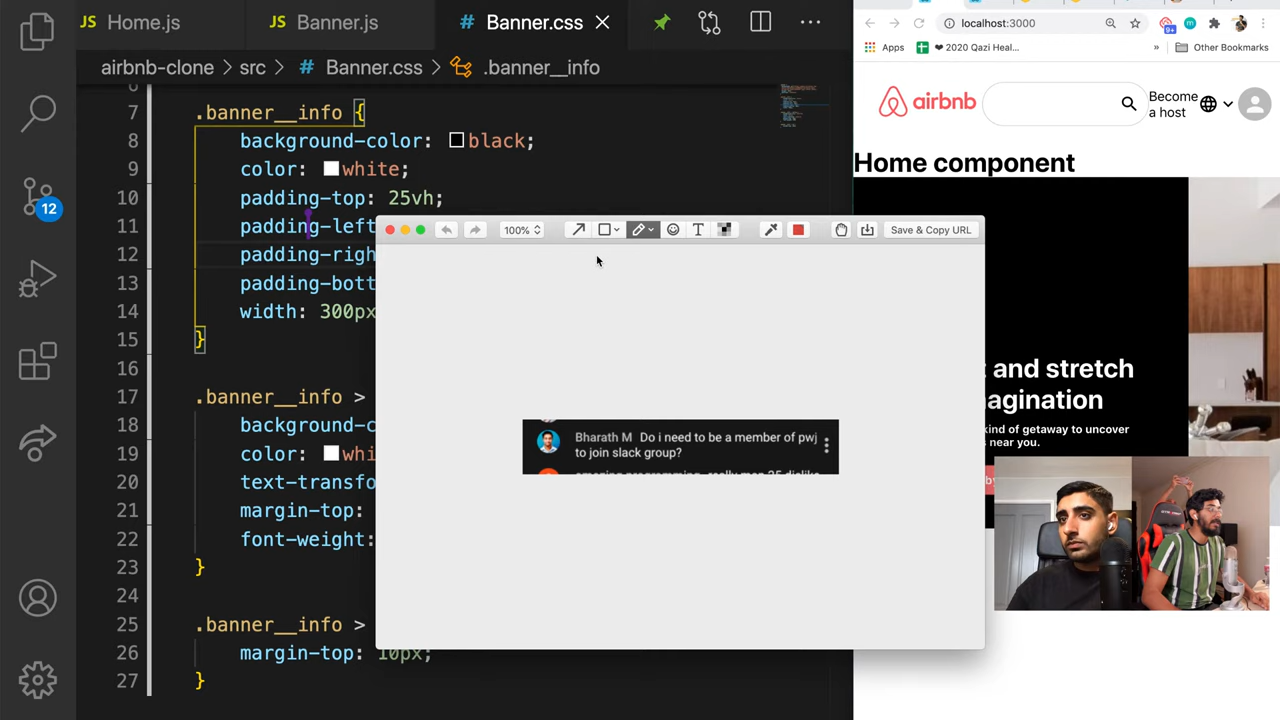 Home.js
Banner.js
# Banner.css
airbnb-clone > src > # Banner.css > .banner__info
7 .banner__info {
8 background-color: black;
9 color: white;
10 padding-top: 25vh;
11 padding-left
12 padding-righ
13 padding-bott
14 width: 300px
15 }
16
17 .banner__info >
18 background-c
19 color: whi
20 text-transfo
21 margin-top:
22 font-weight:
23 }
24
25 .banner__info >
26 margin-top: 10px;
27 }
12
100%
T
Save & Copy URL
Bharath M Do i need to be a member of pwj
to join slack group?
localhost:3000
9+
Apps
2020 Qazi Heal...
»
Other Bookmarks
airbnb
Become
a host
Home component
and stretch
agination
kind of getaway to uncover
s near you.